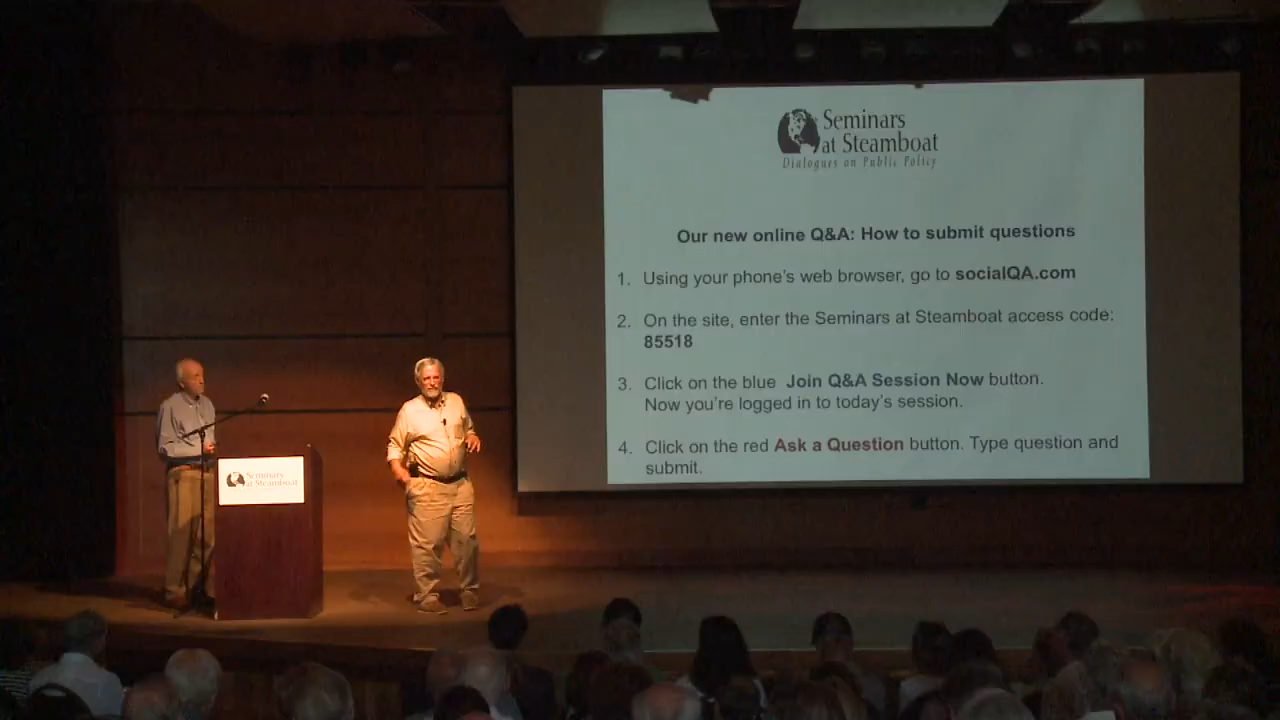 Seminars
at Steamboat
Dialogues on Public Policy
Our new online Q&A: How to submit questions
1. Using your phone's web browser, go to socialQA.com
2. On the site, enter the Seminars at Steamboat access code:
85518
3. Click on the blue Join Q&A Session Now button.
Now you're logged in to today's session.
4. Click on the red Ask a Question button. Type question and
submit.
Seminars
at Steamboat